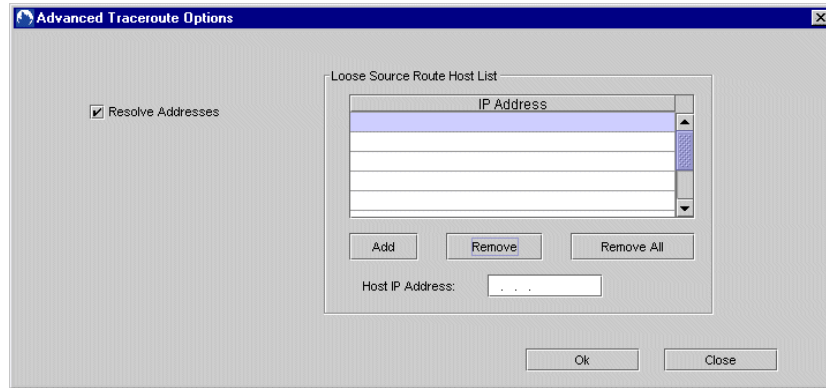 Advanced Traceroute Options
Loose Source Route Host List
IP Address
Resolve Addresses
Add Remove Remove All
Host IP Address: . . .
Ok Close